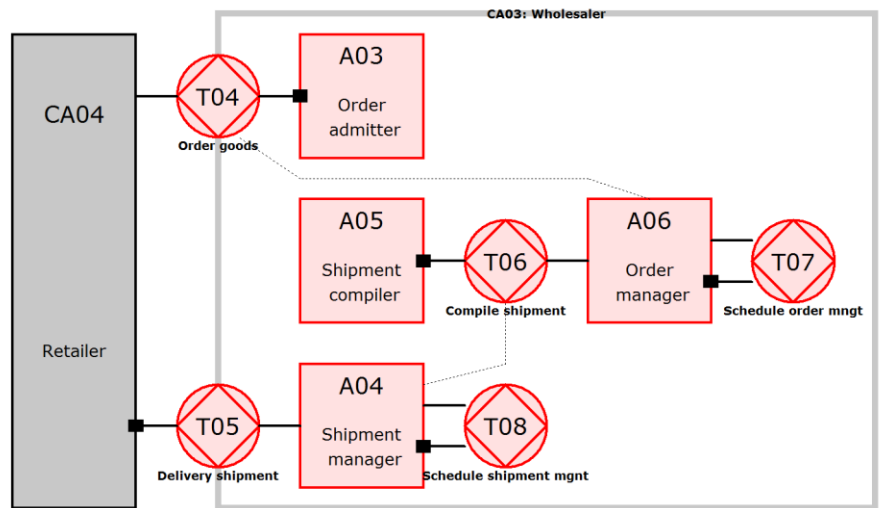 CA03: Wholesaler
CA04
Retailer
T04
Order goods
A03
Order
admitter
A05
Shipment
compiler
T06
Compile shipment
A06
Order
manager
T07
Schedule order mngt
T05
Delivery shipment
A04
Shipment
manager
T08
Schedule shipment mgnt